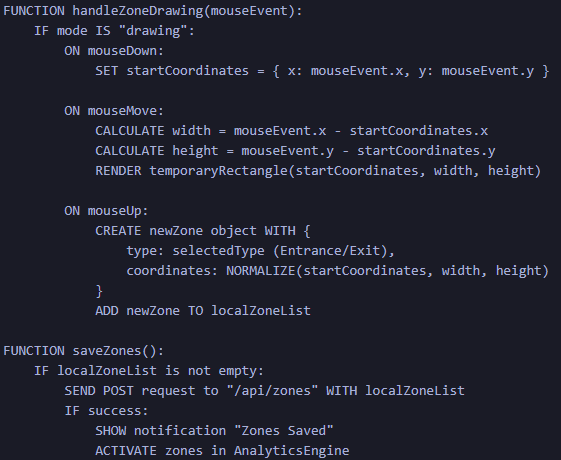 FUNCTION handleZoneDrawing(mouseEvent):
    IF mode IS "drawing":
        ON mouseDown:
            SET startCoordinates = { x: mouseEvent.x, y: mouseEvent.y }

        ON mouseMove:
            CALCULATE width = mouseEvent.x - startCoordinates.x
            CALCULATE height = mouseEvent.y - startCoordinates.y
            RENDER temporaryRectangle(startCoordinates, width, height)

        ON mouseUp:
            CREATE newZone object WITH {
                type: selectedType (Entrance/Exit),
                coordinates: NORMALIZE(startCoordinates, width, height)
            }
            ADD newZone TO localZoneList

FUNCTION saveZones():
    IF localZoneList is not empty:
        SEND POST request to "/api/zones" WITH localZoneList
        IF success:
            SHOW notification "Zones Saved"
            ACTIVATE zones in AnalyticsEngine